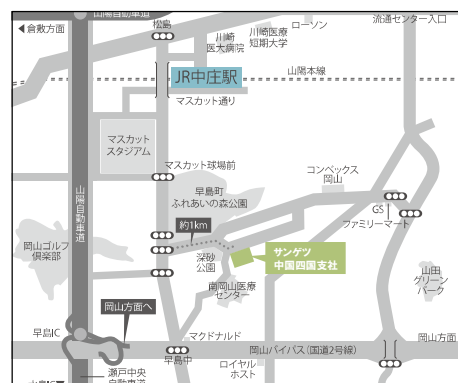 山陽自動車道
◀倉敷方面
松島
川崎
医大病院
川崎医療
短期大学
ローソン
流通センター入口
JR中庄駅
山陽本線
マスカット通り
マスカット
スタジアム
マスカット球場前
早島町
ふれあいの森公園
コンベックス
岡山
山陽自動車道
約1km
GS
ファミリーマート
岡山ゴルフ
倶楽部
深砂
公園
サンゲツ
中国四国支社
南岡山医療
センター
山田
グリーン
パーク
岡山方面へ
早島IC
マクドナルド
岡山方面
岡山バイパス(国道2号線)
早島中
ロイヤル
ホスト
瀬戸中央
自動車道